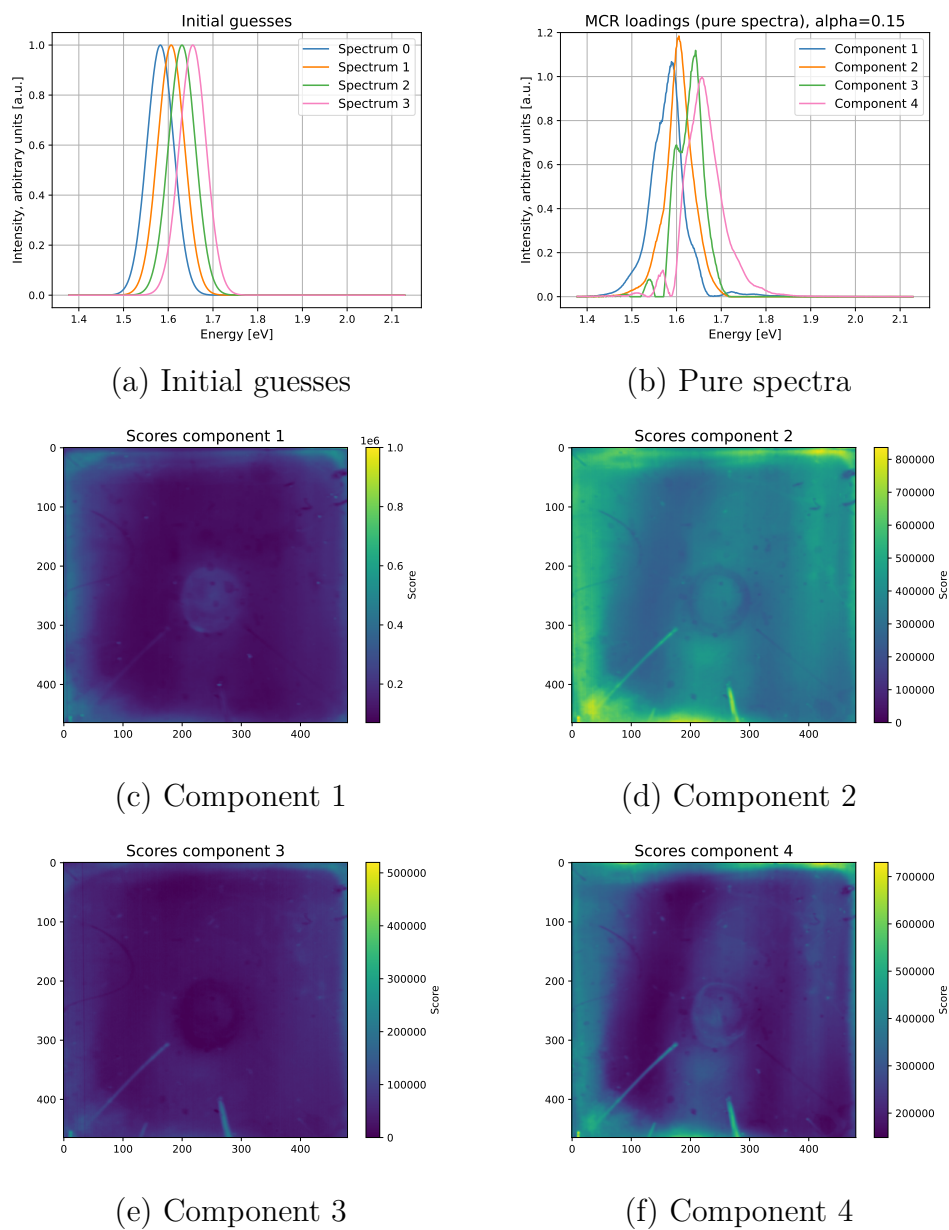 Initial guesses
Intensity, arbitrary units [a.u.]
1.0
0.8
0.6
0.4
0.2
0.0
Spectrum 0
Spectrum 1
Spectrum 2
Spectrum 3
1.4 1.5 1.6 1.7 1.8 1.9 2.0 2.1
Energy [eV]
(a) Initial guesses
MCR loadings (pure spectra), alpha=0.15
Intensity, arbitrary units [a.u.]
1.2
1.0
0.8
0.6
0.4
0.2
0.0
Component 1
Component 2
Component 3
Component 4
1.4 1.5 1.6 1.7 1.8 1.9 2.0 2.1
Energy [eV]
(b) Pure spectra
Scores component 1
0
100
200
300
400
0 100 200 300 400
1e6
1.0
0.8
0.6
0.4
0.2
Score
(c) Component 1
Scores component 2
0
100
200
300
400
0 100 200 300 400
800000
700000
600000
500000
400000
300000
200000
100000
0
Score
(d) Component 2
Scores component 3
0
100
200
300
400
0 100 200 300 400
500000
400000
300000
200000
100000
0
Score
(e) Component 3
Scores component 4
0
100
200
300
400
0 100 200 300 400
700000
600000
500000
400000
300000
200000
Score
(f) Component 4